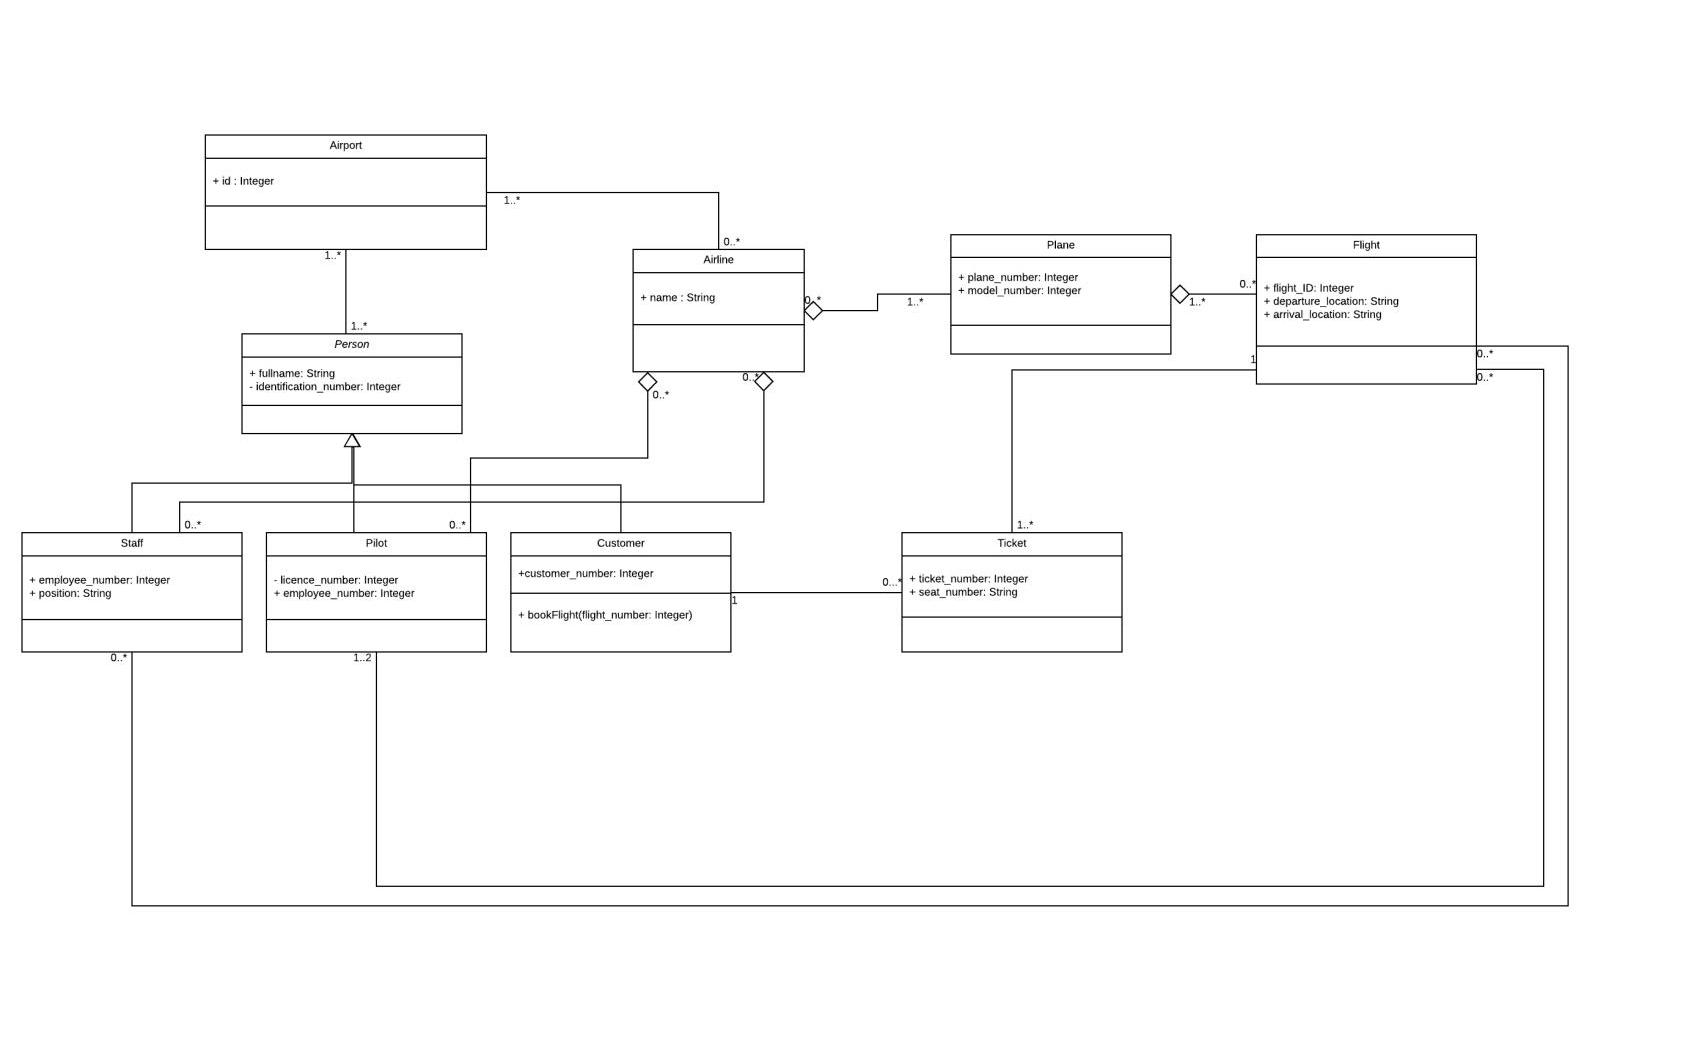 Airport
+ id : Integer
1..*
0..*
1..*
1..*
Person
+ fullname: String
- identification_number: Integer
Airline
+ name : String
0..*
0..*
0..*
1..*
Plane
+ plane_number: Integer
+ model_number: Integer
1..*
0..*
Flight
+ flight_ID: Integer
+ departure_location: String
+ arrival_location: String
1
0..*
0..*
0..*
Staff
+ employee_number: Integer
+ position: String
0..*
0..*
Pilot
- licence_number: Integer
+ employee_number: Integer
1..2
Customer
+customer_number: Integer
+ bookFlight(flight_number: Integer)
1
0...*
1..*
Ticket
+ ticket_number: Integer
+ seat_number: String